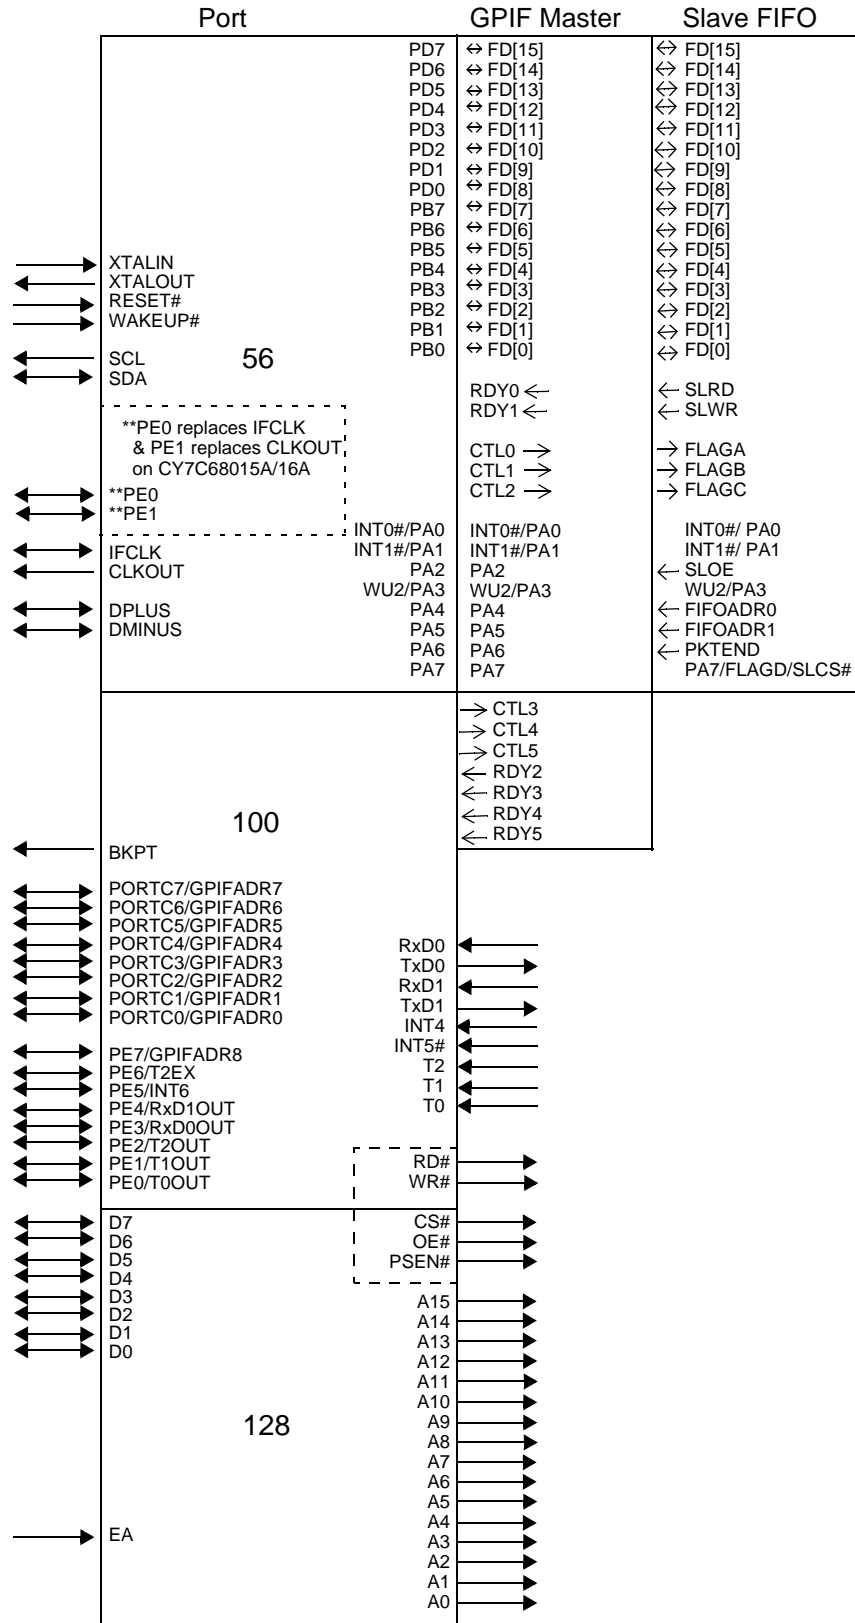 Port GPIF Master Slave FIFO
PD7 FD[15] FD[15]
PD6 FD[14] FD[14]
PD5 FD[13] FD[13]
PD4 FD[12] FD[12]
PD3 FD[11] FD[11]
PD2 FD[10] FD[10]
PD1 FD[9] FD[9]
PD0 FD[8] FD[8]
PB7 FD[7] FD[7]
PB6 FD[6] FD[6]
PB5 FD[5] FD[5]
PB4 FD[4] FD[4]
PB3 FD[3] FD[3]
PB2 FD[2] FD[2]
PB1 FD[1] FD[1]
PB0 FD[0] FD[0]
XTALIN
XTALOUT
RESET#
WAKEUP#
SCL
SDA
56
RDY0 SLRD
RDY1 SLWR
CTL0 FLAGA
CTL1 FLAGB
CTL2 FLAGC
**PE0 replaces IFCLK
& PE1 replaces CLKOUT
on CY7C68015A/16A
**PE0
**PE1
IFCLK
CLKOUT
DPLUS
DMINUS
INT0#/PA0 INT0#/PA0 INT0#/ PA0
INT1#/PA1 INT1#/PA1 INT1#/ PA1
PA2 PA2 SLOE
WU2/PA3 WU2/PA3 WU2/PA3
PA4 PA4 FIFOADR0
PA5 PA5 FIFOADR1
PA6 PA6 PKTEND
PA7 PA7 PA7/FLAGD/SLCS#
CTL3
CTL4
CTL5
RDY2
RDY3
RDY4
RDY5
100
BKPT
PORTC7/GPIFADR7
PORTC6/GPIFADR6
PORTC5/GPIFADR5
PORTC4/GPIFADR4
PORTC3/GPIFADR3
PORTC2/GPIFADR2
PORTC1/GPIFADR1
PORTC0/GPIFADR0
PE7/GPIFADR8
PE6/T2EX
PE5/INT6
PE4/RxD1OUT
PE3/RxD0OUT
PE2/T2OUT
PE1/T1OUT
PE0/T0OUT
RxD0
TxD0
RxD1
TxD1
INT4
INT5#
T2
T1
T0
RD#
WR#
CS#
OE#
PSEN#
D7
D6
D5
D4
D3
D2
D1
D0
128
EA
A15
A14
A13
A12
A11
A10
A9
A8
A7
A6
A5
A4
A3
A2
A1
A0